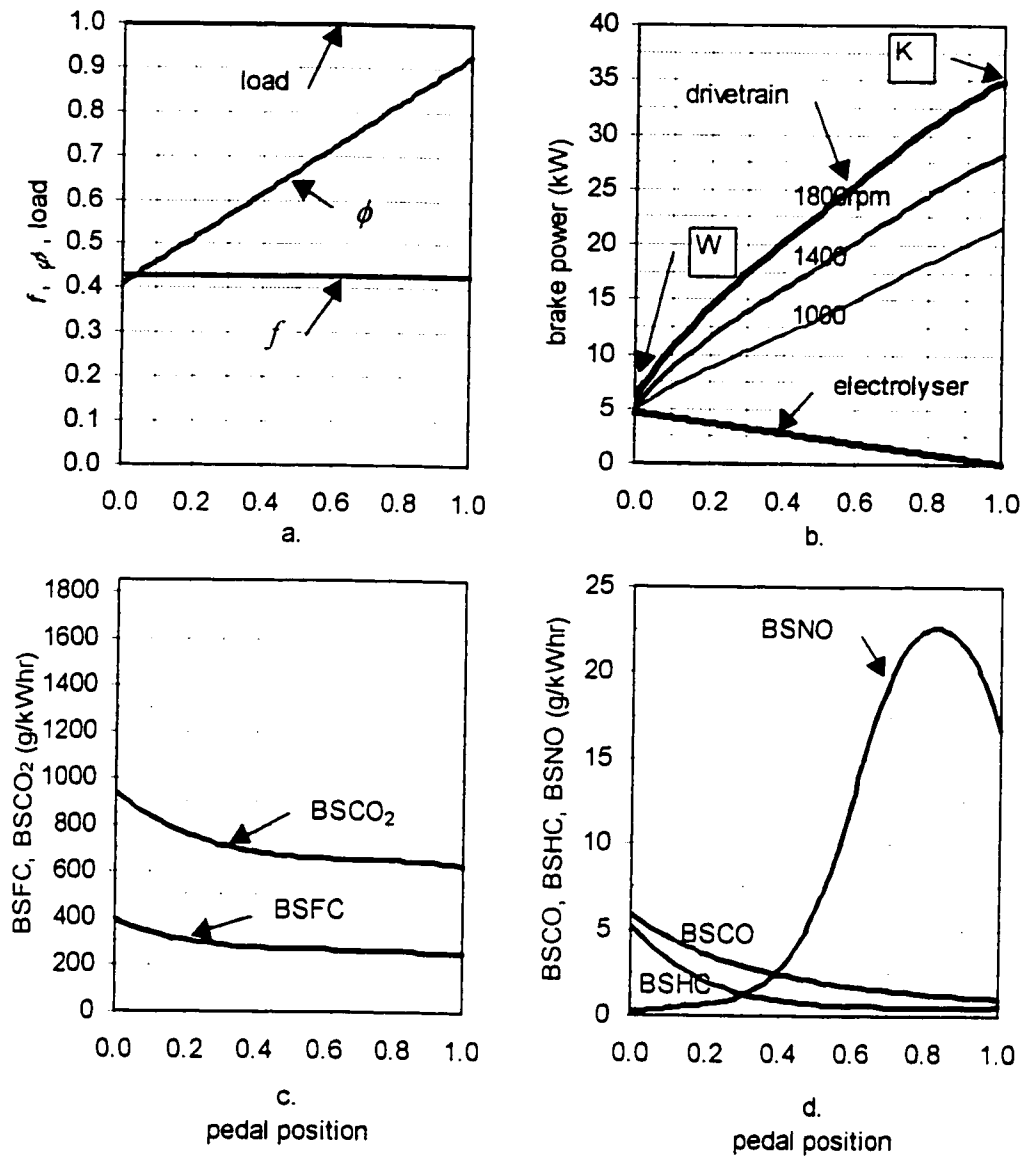 f, ϕ, load
1.0
0.9
0.8
0.7
0.6
0.5
0.4
0.3
0.2
0.1
0.0
load
ϕ
f
0.0 0.2 0.4 0.6 0.8 1.0
a.
brake power (kW)
40
35
30
25
20
15
10
5
0
K
drivetrain
1800rpm
W
1400
1000
electrolyser
0.0 0.2 0.4 0.6 0.8 1.0
b.
BSFC, BSCO₂ (g/kWhr)
1800
1600
1400
1200
1000
800
600
400
200
0
BSCO₂
BSFC
0.0 0.2 0.4 0.6 0.8 1.0
c.
pedal position
BSCO, BSHC, BSNO (g/kWhr)
25
20
15
10
5
0
BSNO
BSCO
BSHC
0.0 0.2 0.4 0.6 0.8 1.0
d.
pedal position